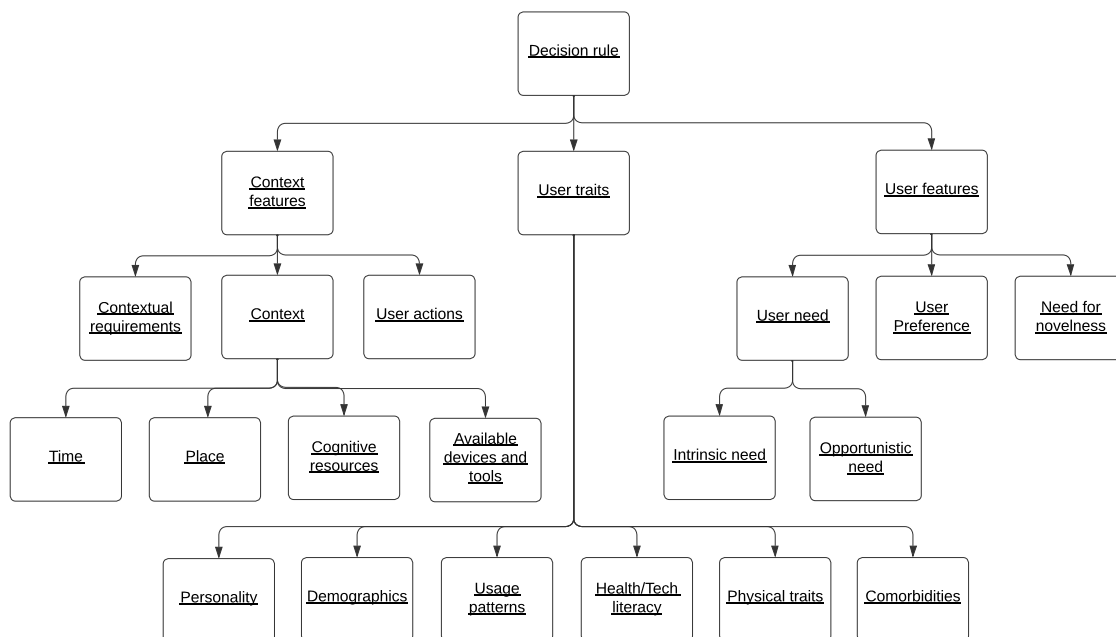 Decision rule
Context
features
User traits
User features
Contextual
requirements
Context
User actions
User need
User
Preference
Need for
novelness
Time
Place
Cognitive
resources
Available
devices and
tools
Intrinsic need
Opportunistic
need
Personality
Demographics
Usage
patterns
Health/Tech
literacy
Physical traits
Comorbidities